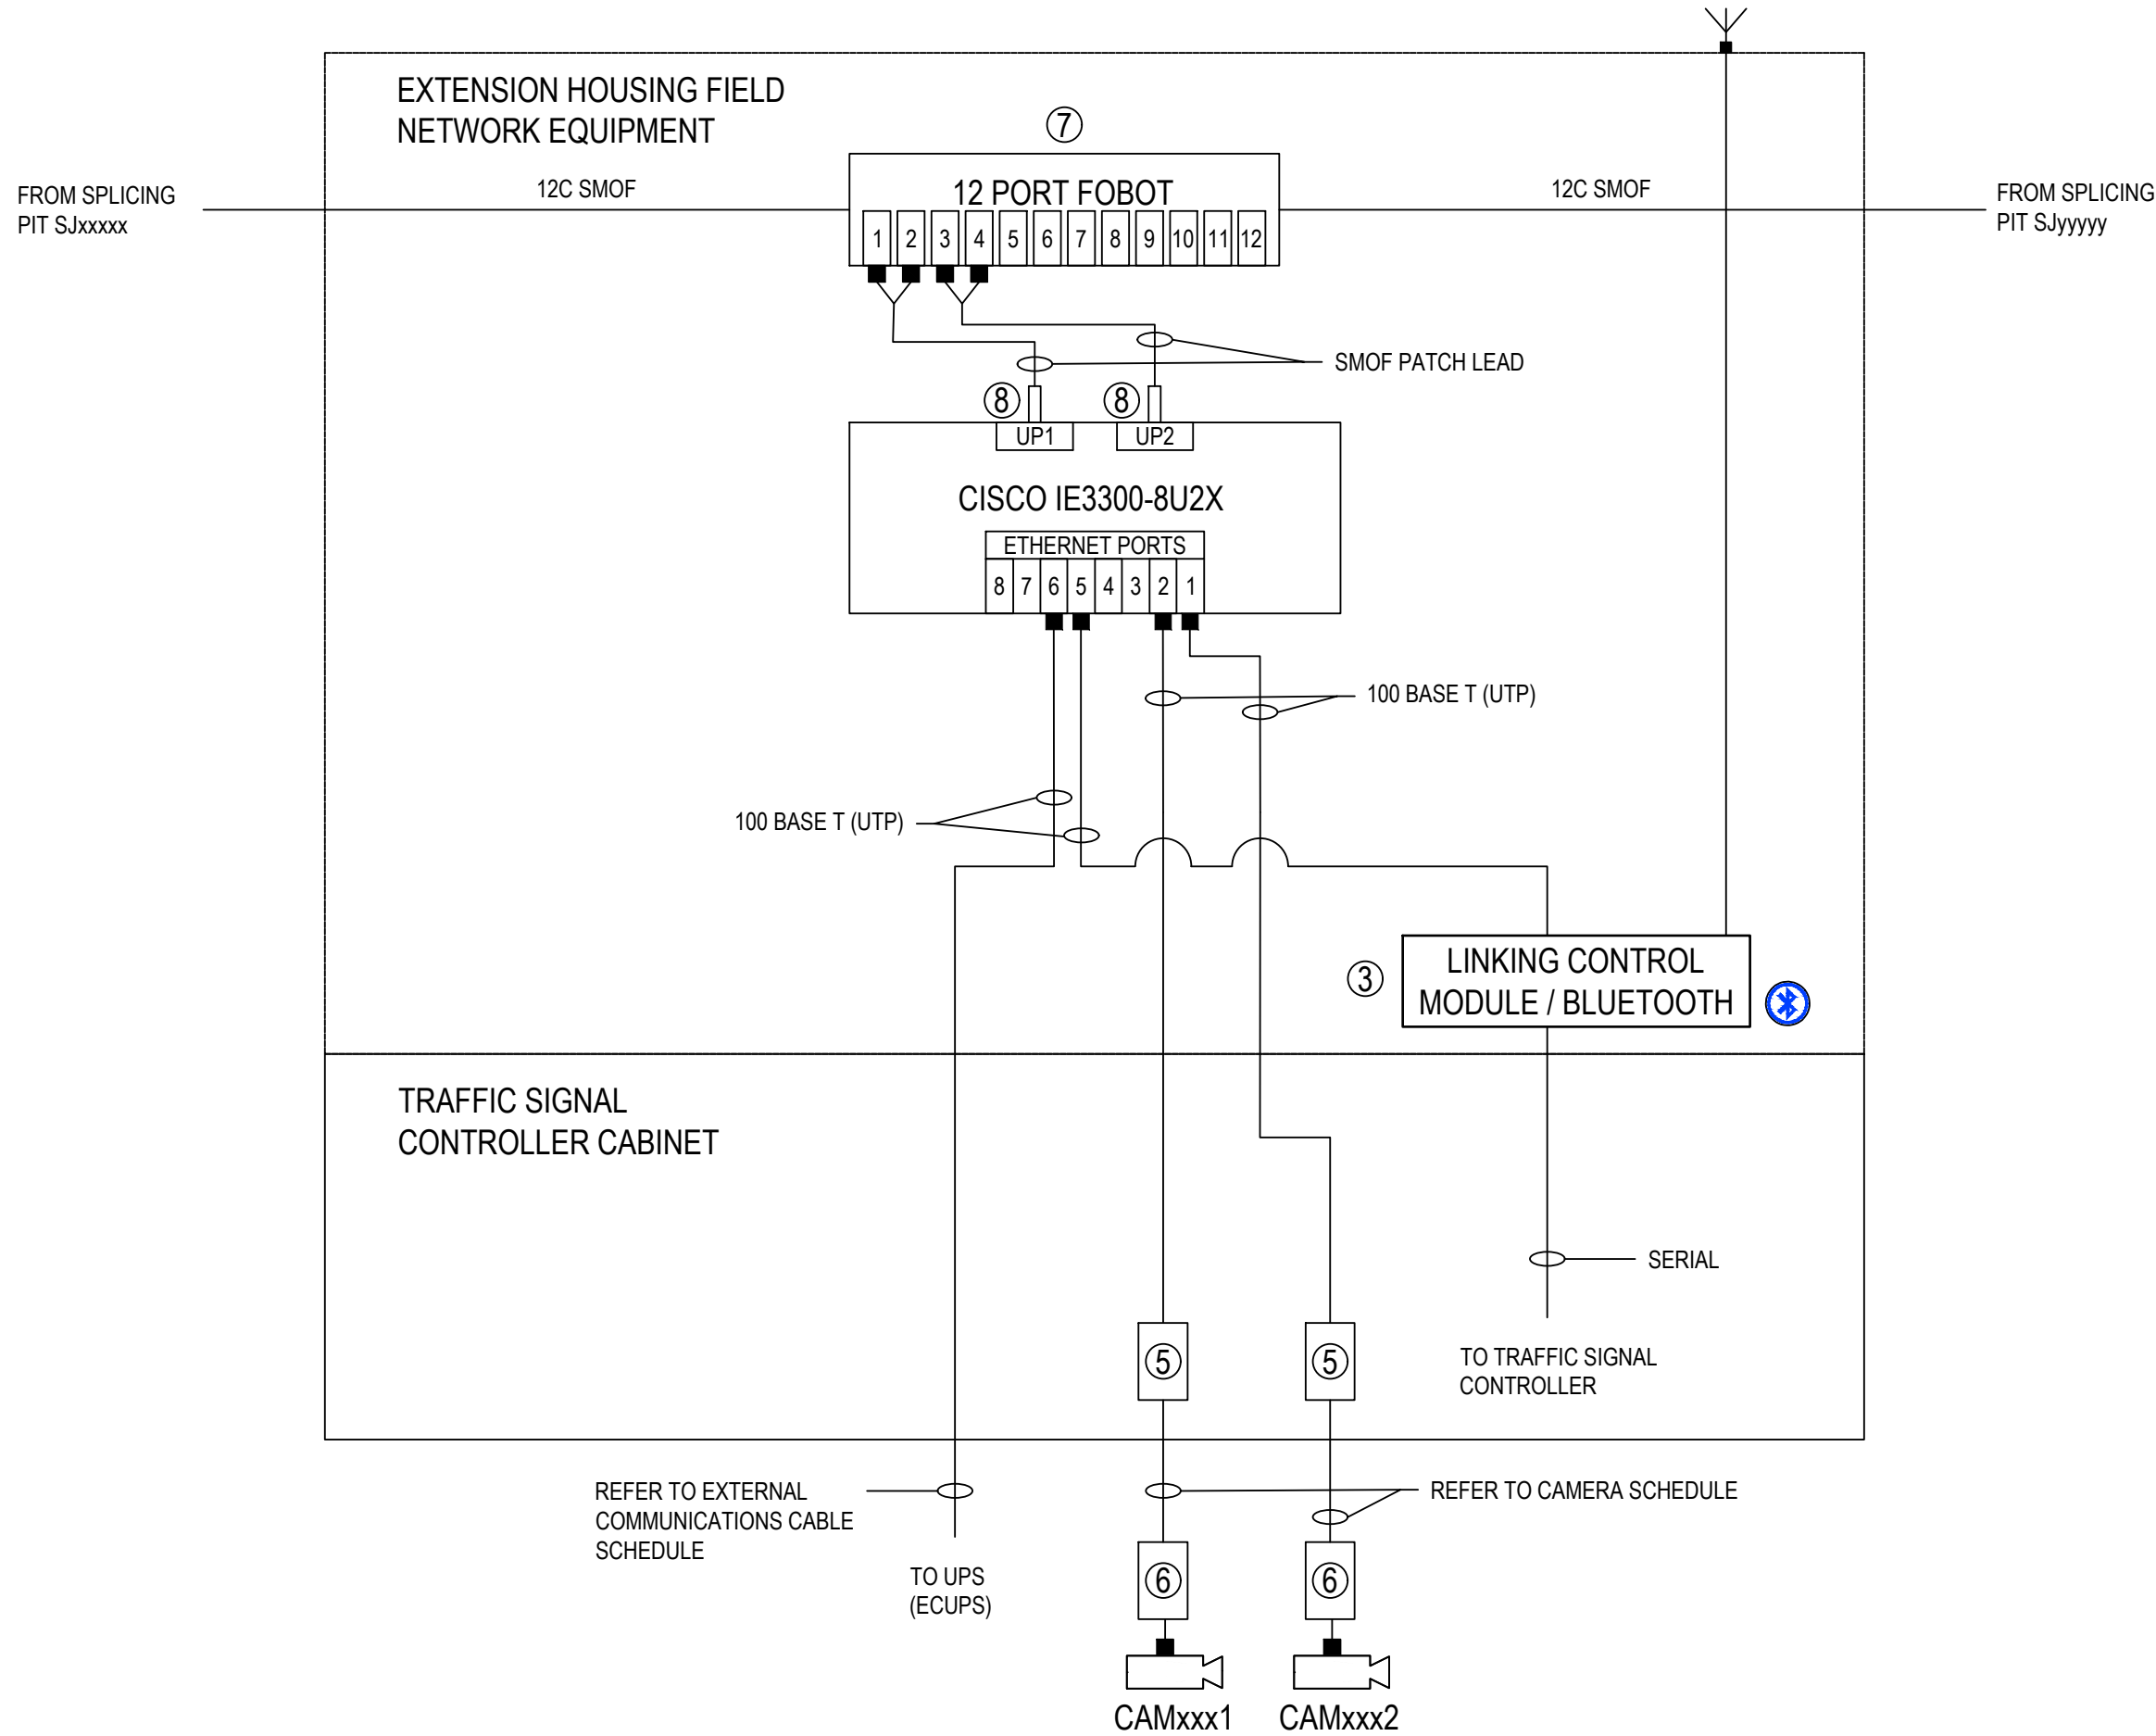 EXTENSION HOUSING FIELD
NETWORK EQUIPMENT
7
FROM SPLICING
PIT SJxxxxx
12C SMOF
12 PORT FOBOT
12C SMOF
FROM SPLICING
PIT SJyyyyy
1 2 3 4 5 6 7 8 9 10 11 12
SMOF PATCH LEAD
8 8
UP1 UP2
CISCO IE3300-8U2X
ETHERNET PORTS
8 7 6 5 4 3 2 1
100 BASE T (UTP)
100 BASE T (UTP)
3
LINKING CONTROL
MODULE / BLUETOOTH
TRAFFIC SIGNAL
CONTROLLER CABINET
SERIAL
TO TRAFFIC SIGNAL
CONTROLLER
5 5
REFER TO EXTERNAL
COMMUNICATIONS CABLE
SCHEDULE
REFER TO CAMERA SCHEDULE
TO UPS
(ECUPS)
6 6
CAMxxx1 CAMxxx2